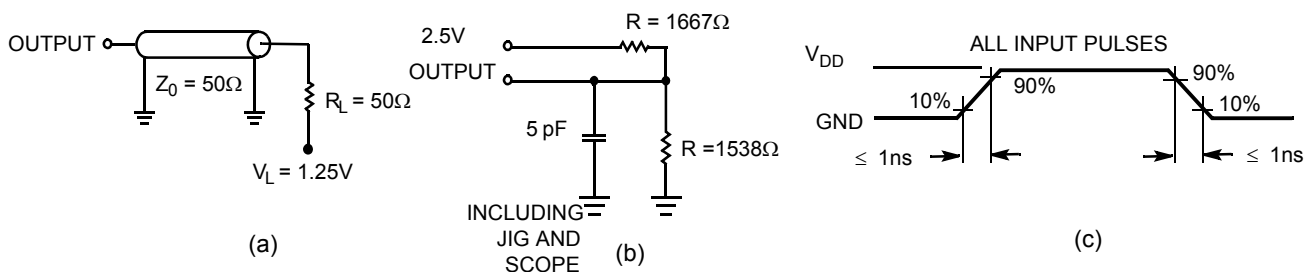 OUTPUT
Z0 = 50Ω
RL = 50Ω
VL = 1.25V
(a)
R = 1667Ω
2.5V
OUTPUT
5 pF
R =1538Ω
INCLUDING
JIG AND
SCOPE
(b)
ALL INPUT PULSES
VDD
GND
10%
90%
90%
10%
≤ 1ns
≤ 1ns
(c)